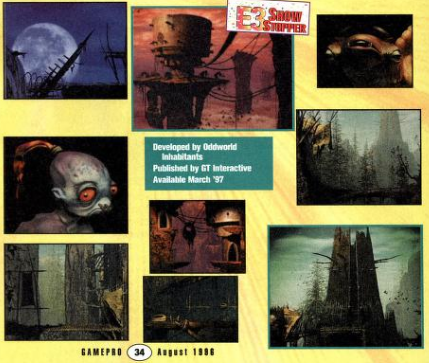 E3 SHOW
STOPPER
Developed by Oddworld
Inhabitants
Published by GT Interactive
Available March '97
GAMEPRO 34 August 1996